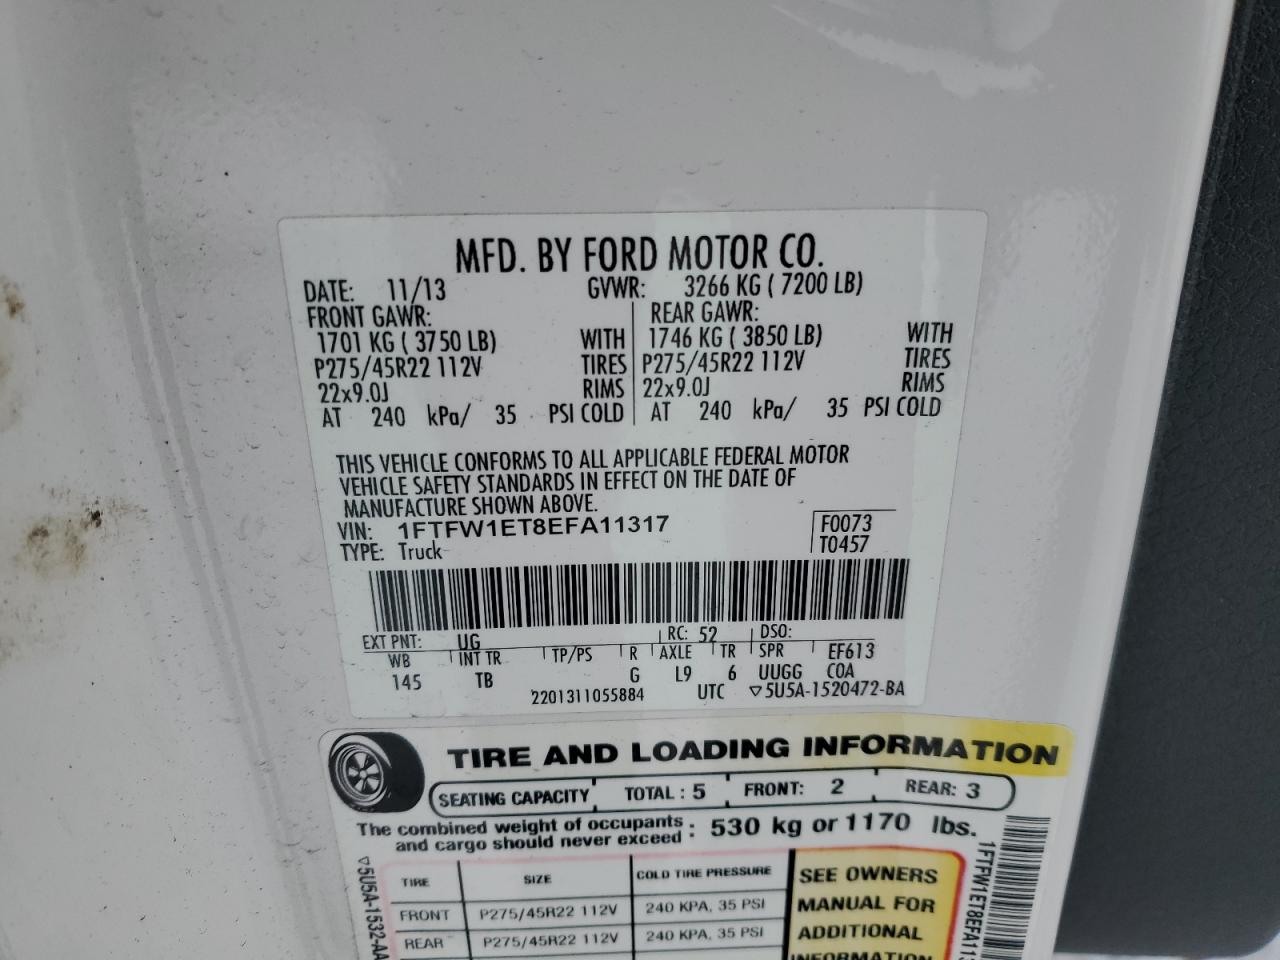 MFD. BY FORD MOTOR CO.
DATE: 11/13 GVWR: 3266 KG ( 7200 LB)
FRONT GAWR: REAR GAWR:
1701 KG ( 3750 LB) WITH 1746 KG ( 3850 LB) WITH
P275/45R22 112V TIRES P275/45R22 112V TIRES
22x9.0J RIMS 22x9.0J RIMS
AT 240 kPa/ 35 PSI COLD AT 240 kPa/ 35 PSI COLD
THIS VEHICLE CONFORMS TO ALL APPLICABLE FEDERAL MOTOR
VEHICLE SAFETY STANDARDS IN EFFECT ON THE DATE OF
MANUFACTURE SHOWN ABOVE.
VIN: 1FTFW1ET8EFA11317 F0073
TYPE: Truck T0457
EXT PNT: UG RC: 52 DSO:
WB INT TR TP/PS R AXLE TR SPR EF613
145 TB G L9 6 UUGG COA
2201311055884 UTC ▽5U5A-1520472-BA
TIRE AND LOADING INFORMATION
SEATING CAPACITY TOTAL : 5 FRONT: 2 REAR: 3
The combined weight of occupants
and cargo should never exceed : 530 kg or 1170 lbs.
TIRE SIZE COLD TIRE PRESSURE SEE OWNERS
FRONT P275/45R22 112V 240 KPA, 35 PSI MANUAL FOR
REAR P275/45R22 112V 240 KPA, 35 PSI ADDITIONAL
INFORMATION
▽5U5A-1532-AA
1FTFW1ET8EFA113